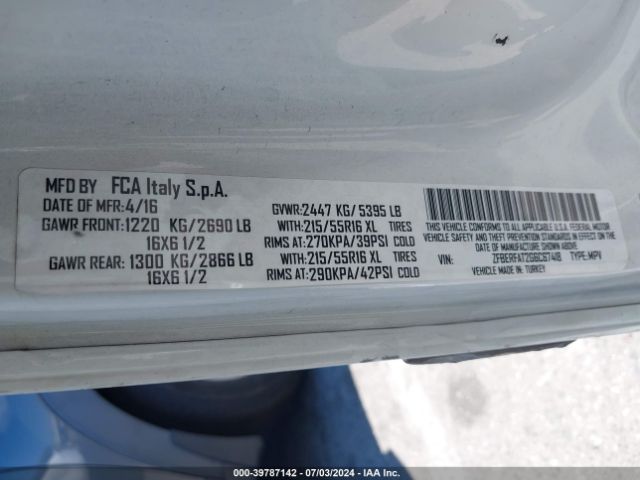 MFD BY FCA Italy S.p.A.
DATE OF MFR: 4/16
GVWR: 2447 KG/ 5395 LB
GAWR FRONT: 1220 KG/2690 LB WITH: 215/55R16 XL TIRES
16X6 1/2 RIMS AT: 270KPA/39PSI COLD
GAWR REAR: 1300 KG/2866 LB WITH: 215/55R16 XL TIRES
16X6 1/2 RIMS AT: 290KPA/42PSI COLD
THIS VEHICLE CONFORMS TO ALL APPLICABLE U.S.A. FEDERAL MOTOR
VEHICLE SAFETY AND THEFT PREVENTION STANDARDS IN EFFECT ON THE
DATE OF MANUFACTURE SHOWN ABOVE.
VIN: TYPE: MPV
MADE IN: TURKEY
000-39787142 - 07/03/2024 - IAA Inc.